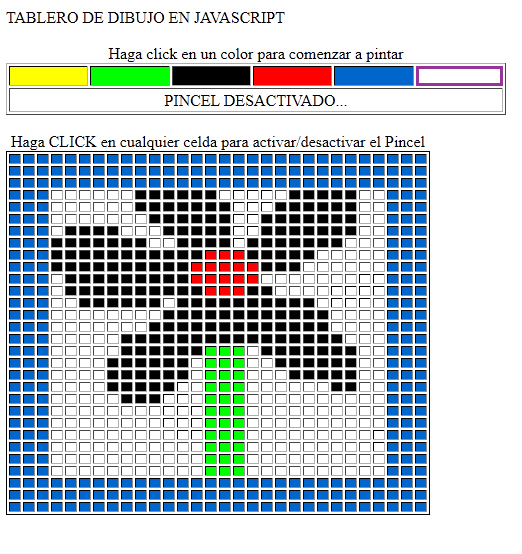 TABLERO DE DIBUJO EN JAVASCRIPT
Haga click en un color para comenzar a pintar
PINCEL DESACTIVADO...
Haga CLICK en cualquier celda para activar/desactivar el Pincel